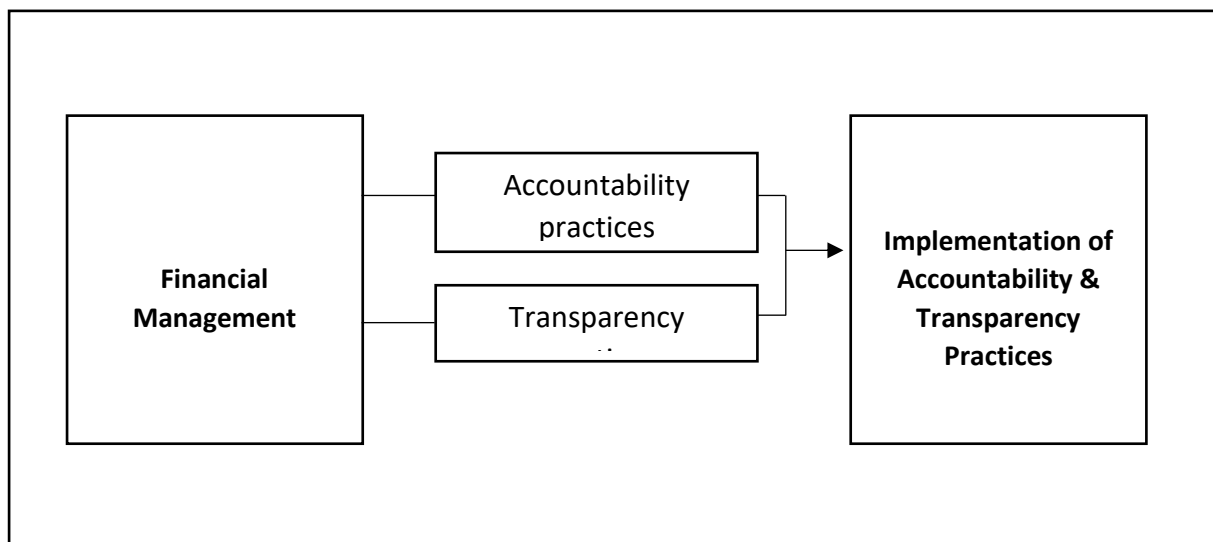 Financial
Management
Accountability
practices
Transparency
Implementation of
Accountability &
Transparency
Practices